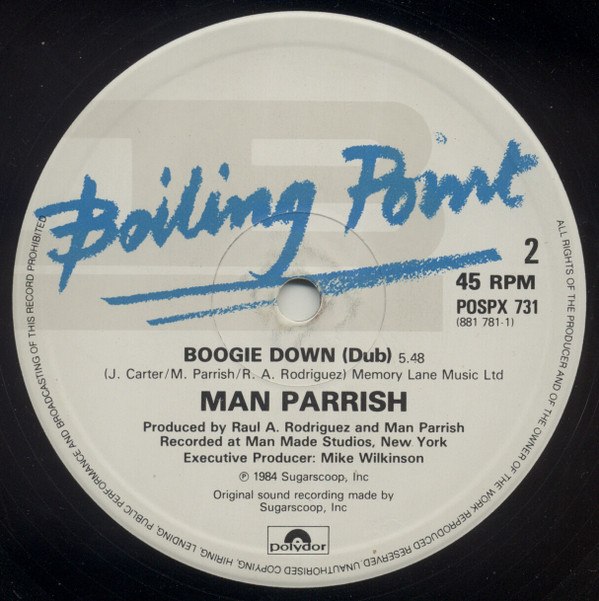 Boiling Point
2
45 RPM
POSPX 731
(881 781-1)
BOOGIE DOWN (Dub) 5.48
(J. Carter/M. Parrish/R. A. Rodriguez) Memory Lane Music Ltd
MAN PARRISH
Produced by Raul A. Rodriguez and Man Parrish
Recorded at Man Made Studios, New York
Executive Producer: Mike Wilkinson
℗ 1984 Sugarscoop, Inc
Original sound recording made by
Sugarscoop, Inc
polydor
ALL RIGHTS OF THE PRODUCER AND OF THE OWNER OF THE WORK REPRODUCED RESERVED. UNAUTHORISED COPYING, HIRING, LENDING, PUBLIC PERFORMANCE AND BROADCASTING OF THIS RECORD PROHIBITED